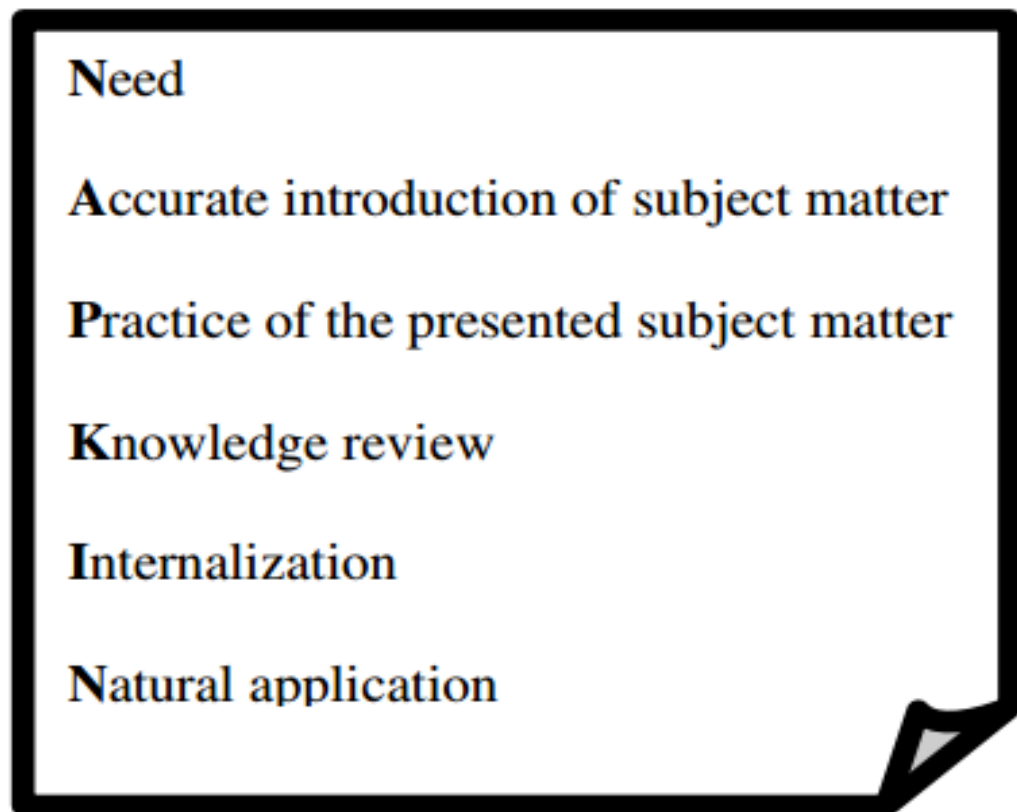 Need
Accurate introduction of subject matter
Practice of the presented subject matter
Knowledge review
Internalization
Natural application